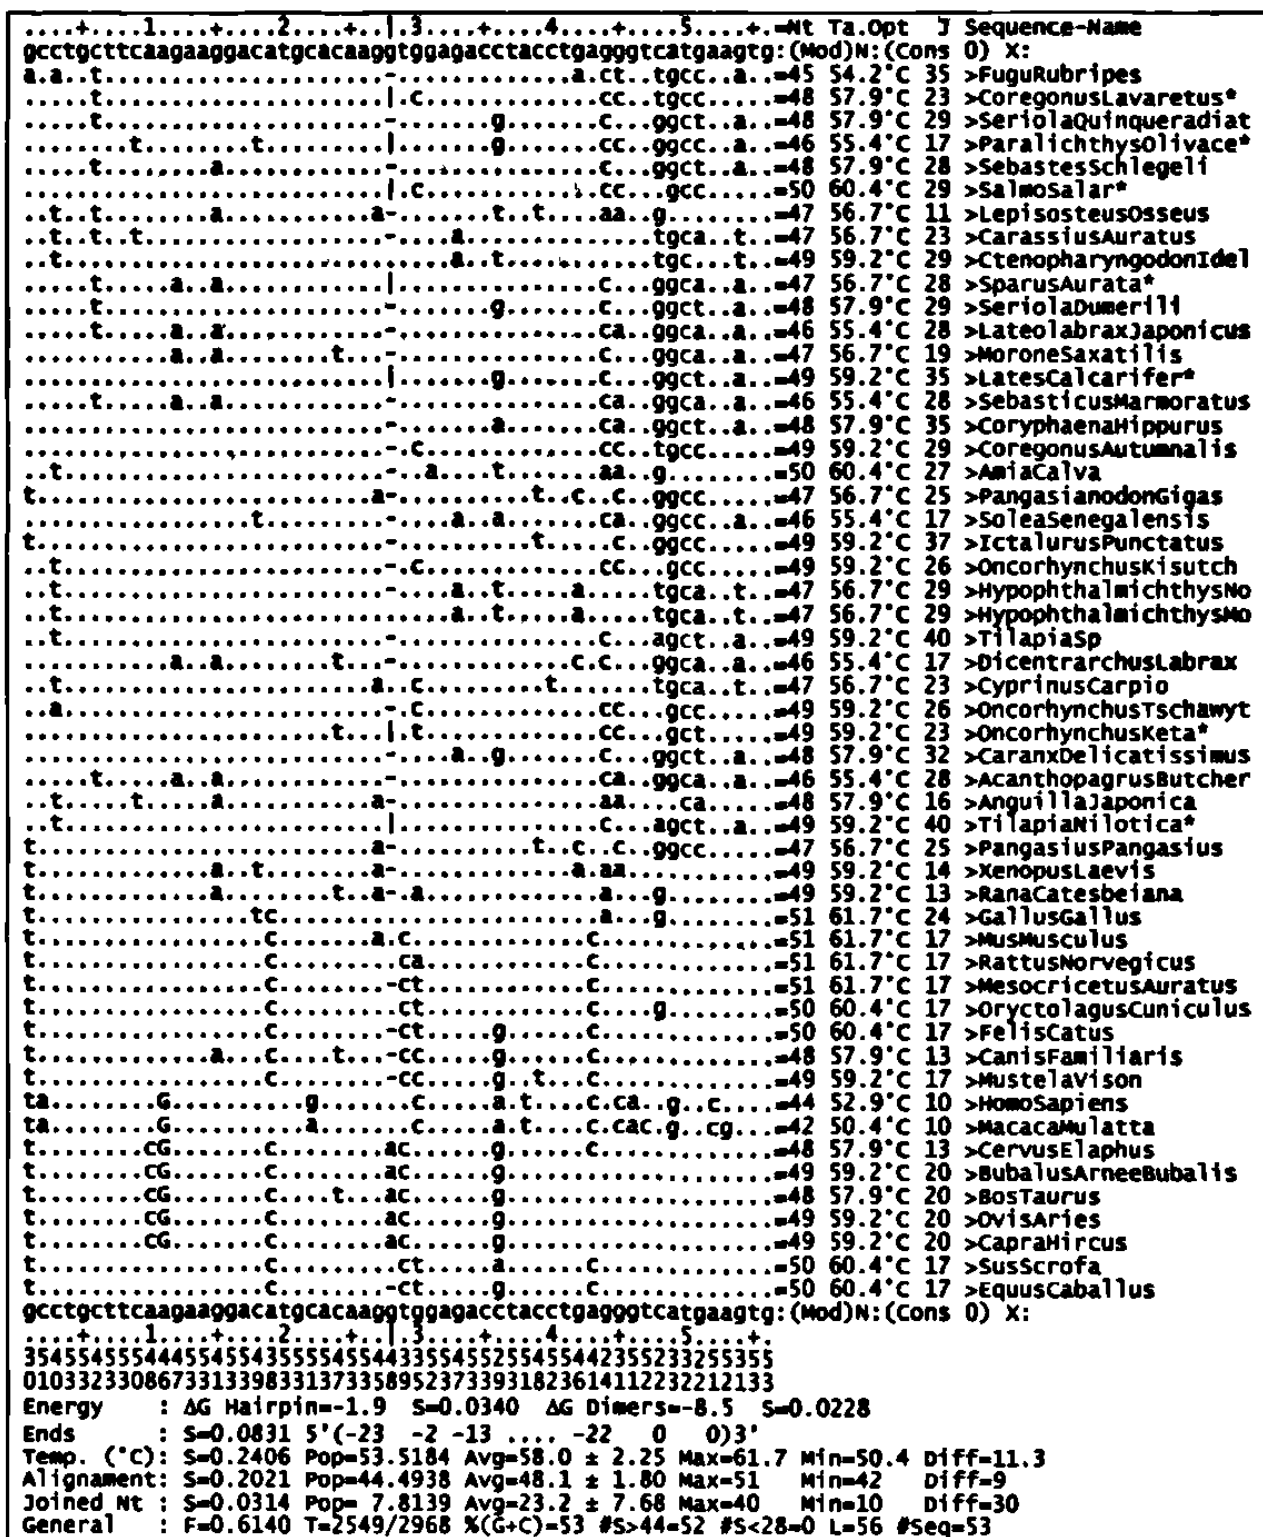 ....+....1....+....2....+..|.3....+....4....+....5....+.=Nt Ta.Opt  J Sequence-Name
gcctgcttcaagaaggacatgcacaaggtggagacctacctgagggtcatgaagtg:(Mod)N:(Cons 0) X:
a.a..t.....................-.............a.ct..tgcc..a..=45 54.2°C 35 >FuguRubripes
.....t.....................|.c.............cc..tgcc.....=48 57.9°C 23 >CoregonusLavaretus*
.....t.....................-.......g.......c...ggct..a..=48 57.9°C 29 >SeriolaQuinqueradiat
........t........t.........|.......g.......cc..ggcc..a..=46 55.4°C 17 >ParalichthysOlivace*
.....t........a............-...............c...ggct..a..=48 57.9°C 28 >SebastesSchlegeli
...........................|.c.............cc...gcc.....=50 60.4°C 29 >SalmoSalar*
..t..t........a...........a-.......t..t....aa..g........=47 56.7°C 11 >LepisosteusOsseus
..t..t..t..................-....a..............tgca..t..=47 56.7°C 23 >CarassiusAuratus
..t........................-....a..t...........tgc...t..=49 59.2°C 29 >CtenopharyngodonIdel
.....t.....a..a............|...............c...ggca..a..=47 56.7°C 28 >SparusAurata*
.....t.....................-.......g.......c...ggct..a..=48 57.9°C 29 >SeriolaDumerili
.....t.....a..a............-...............ca..ggca..a..=46 55.4°C 28 >LateolabraxJaponicus
...........a..a........t...-...............c...ggca..a..=47 56.7°C 19 >MoroneSaxatilis
...........................|.......g.......c...ggct..a..=49 59.2°C 35 >LatesCalcarifer*
.....t.....a..a............-...............ca..ggca..a..=46 55.4°C 28 >SebasticusMarmoratus
...........................-.......a.......ca..ggct..a..=48 57.9°C 35 >CoryphaenaHippurus
...........................-.c.............cc..tgcc.....=49 59.2°C 29 >CoregonusAutumnalis
..t........................-..a....t.......aa..g........=50 60.4°C 27 >AmiaCalva
t.........................a-..........t..c..c..ggcc.....=47 56.7°C 25 >PangasianodonGigas
.................t.........-....a..a.......ca..ggcc..a..=46 55.4°C 17 >SoleaSenegalensis
t..........................-..........t.....c..ggcc.....=49 59.2°C 37 >IctalurusPunctatus
..t........................-.c.............cc...gcc.....=49 59.2°C 26 >OncorhynchusKisutch
..t........................-....a..t.....a.....tgca..t..=47 56.7°C 29 >HypophthalmichthysNo
..t........................-....a..t.....a.....tgca..t..=47 56.7°C 29 >HypophthalmichthysMo
..t........................-...............c...agct..a..=49 59.2°C 40 >TilapiaSp
...........a..a........t...-.............c.c...ggca..a..=46 55.4°C 17 >DicentrarchusLabrax
..t.......................a..c.........t.......tgca..t..=47 56.7°C 23 >CyprinusCarpio
..a........................-.c.............cc...gcc.....=49 59.2°C 26 >OncorhynchusTschawyt
.......................t...|.t.............cc...gct.....=49 59.2°C 23 >OncorhynchusKeta*
...........................-....a..g.......c...ggct..a..=48 57.9°C 32 >CaranxDelicatissimus
.....t.....a..a............-...............ca..ggca..a..=46 55.4°C 28 >AcanthopagrusButcher
..t.....t.....a...........a-...............aa....ca.....=48 57.9°C 16 >AnguillaJaponica
..t........................|...............c...agct..a..=49 59.2°C 40 >TilapiaNilotica*
t.........................a-..........t..c..c..ggcc.....=47 56.7°C 25 >PangasiusPangasius
t.............a..t........a-.............a.aa...........=49 59.2°C 14 >XenopusLaevis
t.............a........t..a-.a.............a...g........=49 59.2°C 13 >RanaCatesbeiana
t................tc........................a...g........=51 61.7°C 24 >GallusGallus
t.................c.......a.c.............c.............=51 61.7°C 17 >MusMusculus
t.................c.........ca............c.............=51 61.7°C 17 >RattusNorvegicus
t.................c........-ct..........................=51 61.7°C 17 >MesocricetusAuratus
t.................c.........ct............c....g........=50 60.4°C 17 >OryctolagusCuniculus
t.................c........-ct.....g......c.............=50 60.4°C 17 >FelisCatus
t.............a...c....t...-cc.....g......c.............=48 57.9°C 13 >CanisFamiliaris
t.................c........-cc.....g..t...c.............=49 59.2°C 17 >MustelaVison
ta........G..........g.......c.....a.t....c.ca..g..c....=44 52.9°C 10 >HomoSapiens
ta........G..........a.......c.....a.t....c.cac.g..cg...=42 50.4°C 10 >MacacaMulatta
t........cG.......c........ac......g....................=48 57.9°C 13 >CervusElaphus
t........cG.......c........ac......g....................=49 59.2°C 20 >BubalusArneeBubalis
t........cG.......c....t...ac......g....................=48 57.9°C 20 >BosTaurus
t........cG.......c........ac......g....................=49 59.2°C 20 >OvisAries
t........cG.......c........ac......g....................=49 59.2°C 20 >CapraHircus
t.................c.........ct.....a......c.............=50 60.4°C 17 >SusScrofa
t.................c........-ct.....g......c.............=50 60.4°C 17 >EquusCaballus
gcctgcttcaagaaggacatgcacaaggtggagacctacctgagggtcatgaagtg:(Mod)N:(Cons 0) X:
....+....1....+....2....+..|.3....+....4....+....5....+.
35455455544455455435555455443355455255455442355233255355
01033233086733133983313733589523733931823614112232212133
Energy    : ΔG Hairpin=-1.9  S=0.0340  ΔG Dimers=-8.5  S=0.0228
Ends      : S=0.0831 5'(-23  -2 -13 .... -22   0   0)3'
Temp. (°C): S=0.2406 Pop=53.5184 Avg=58.0 ± 2.25 Max=61.7 Min=50.4 Diff=11.3
Alignament: S=0.2021 Pop=44.4938 Avg=48.1 ± 1.80 Max=51   Min=42   Diff=9
Joined Nt : S=0.0314 Pop= 7.8139 Avg=23.2 ± 7.68 Max=40   Min=10   Diff=30
General   : F=0.6140 T=2549/2968 %(G+C)=53 #S>44=52 #S<28=0 L=56 #Seq=53